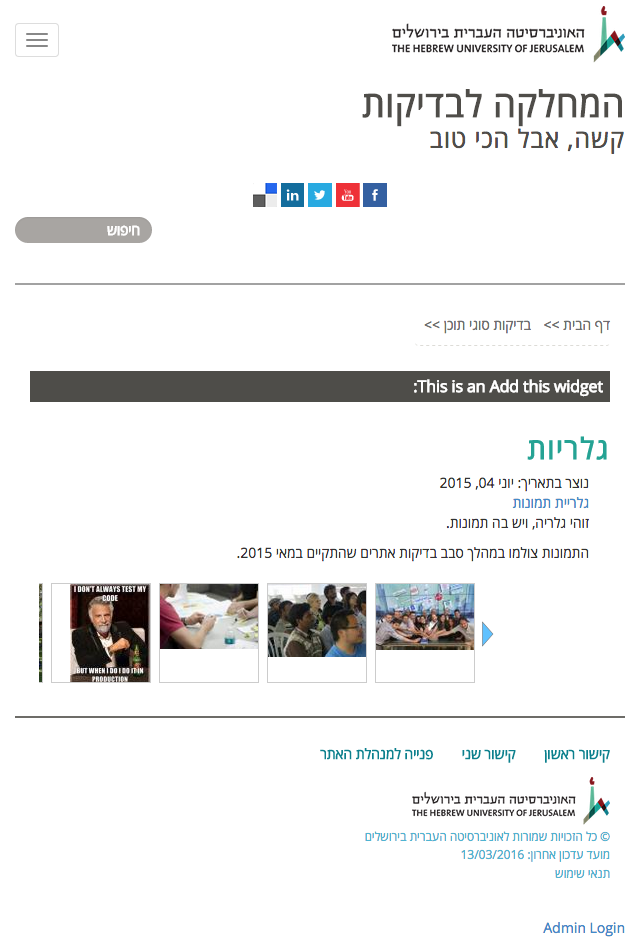 האוניברסיטה העברית בירושלים
THE HEBREW UNIVERSITY OF JERUSALEM
המחלקה לבדיקות
קשה, אבל הכי טוב
in You Tube f
חיפוש
דף הבית >> בדיקות סוגי תוכן >>
This is an Add this widget:
גלריות
נוצר בתאריך: יוני 04, 2015
גלריית תמונות
זוהי גלריה, ויש בה תמונות.
התמונות צולמו במהלך סבב בדיקות אתרים שהתקיים במאי 2015.
I DON'T ALWAYS TEST MY
CODE
BUT WHEN I DO I DO IT IN
PRODUCTION
קישור ראשון קישור שני פנייה למנהלת האתר
האוניברסיטה העברית בירושלים
THE HEBREW UNIVERSITY OF JERUSALEM
© כל הזכויות שמורות לאוניברסיטה העברית בירושלים
מועד עדכון אחרון: 13/03/2016
תנאי שימוש
Admin Login